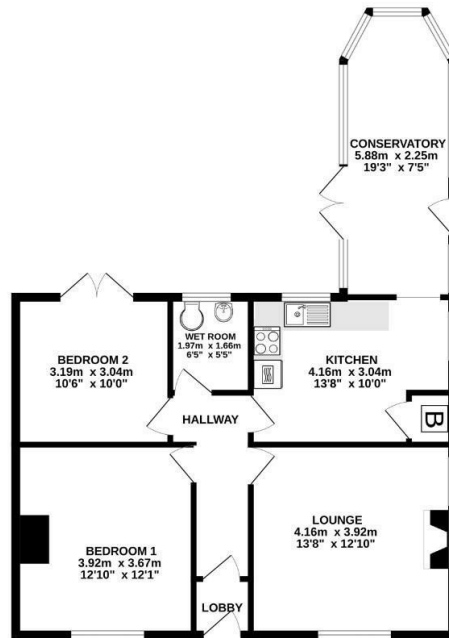 CONSERVATORY
5.88m x 2.25m
19'3" x 7'5"
WET ROOM
1.97m x 1.66m
6'5" x 5'5"
BEDROOM 2
3.19m x 3.04m
10'6" x 10'0"
KITCHEN
4.16m x 3.04m
13'8" x 10'0"
HALLWAY
B
LOUNGE
4.16m x 3.92m
13'8" x 12'10"
BEDROOM 1
3.92m x 3.67m
12'10" x 12'1"
LOBBY